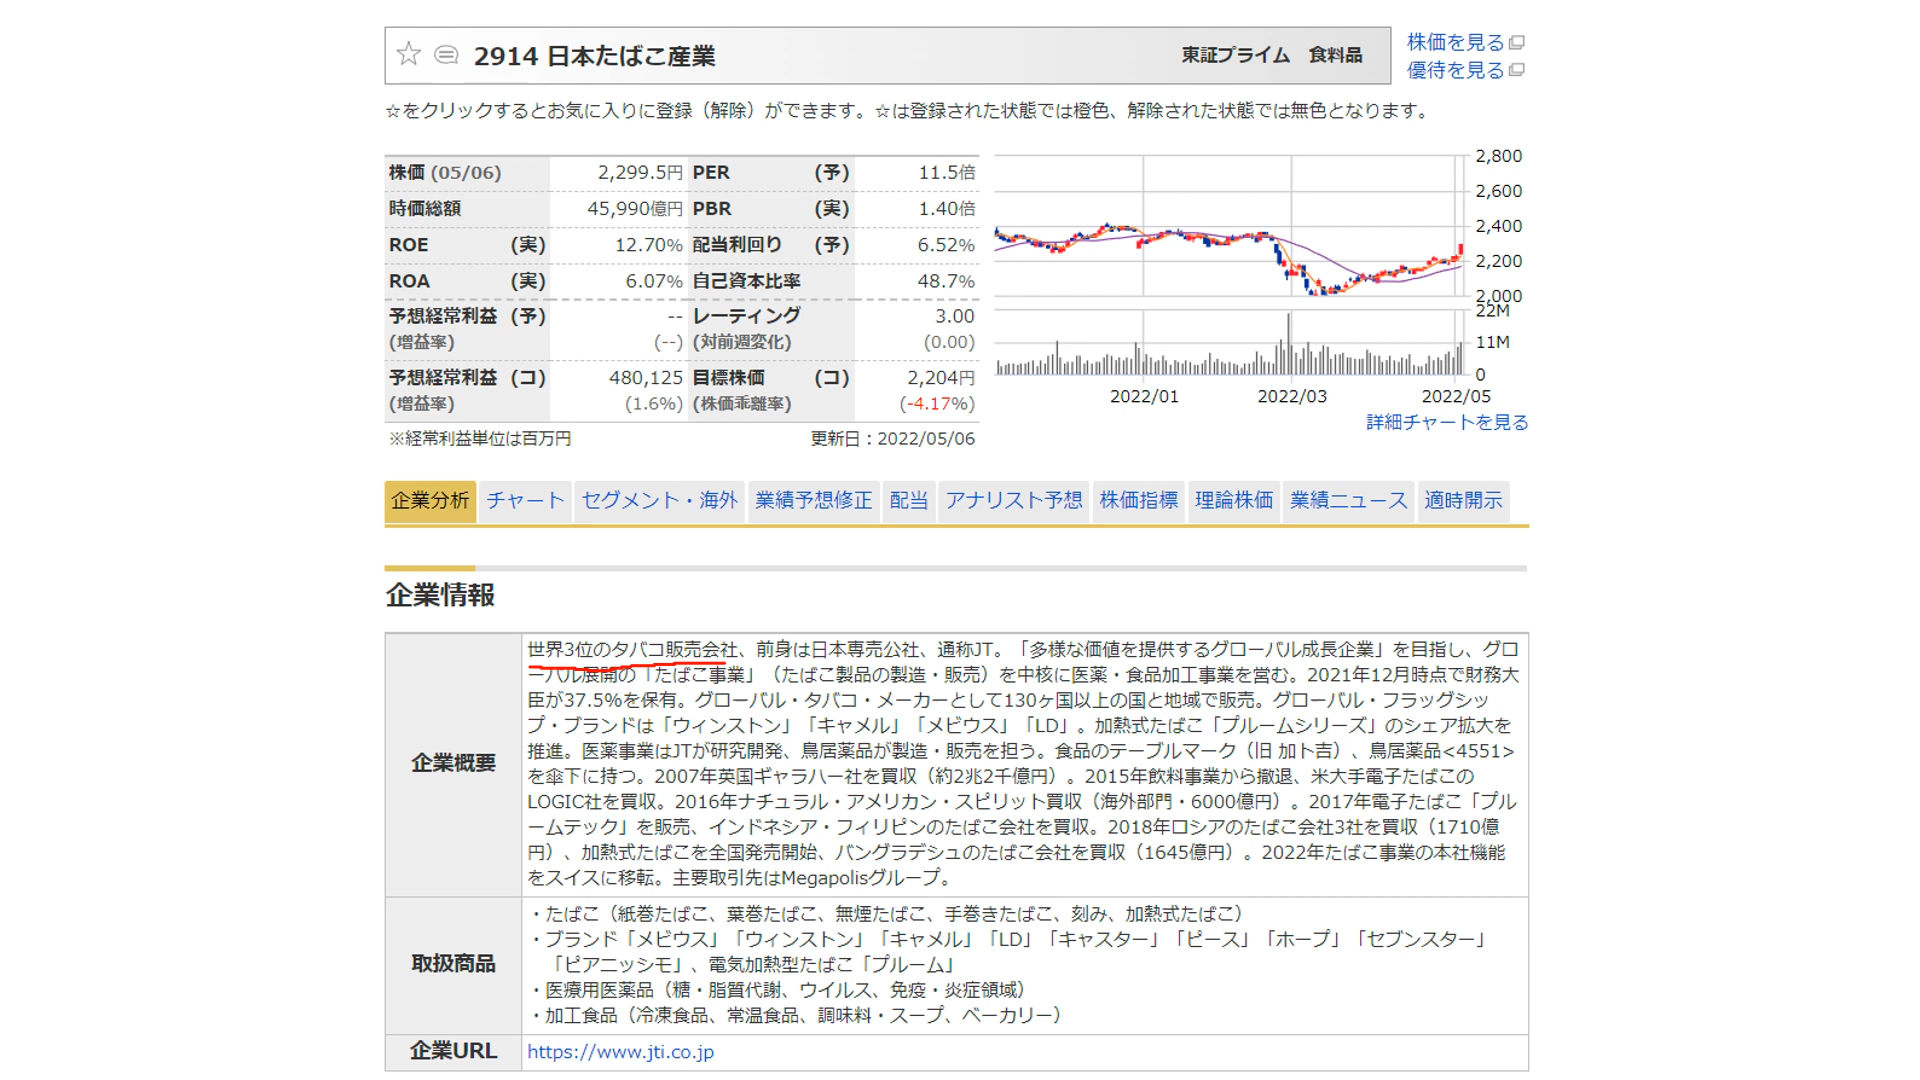 2914 日本たばこ産業 東証プライム 食料品
株価を見る
優待を見る
☆をクリックするとお気に入りに登録（解除）ができます。☆は登録された状態では橙色、解除された状態では無色となります。
株価 (05/06) 2,299.5円 PER (予) 11.5倍
時価総額 45,990億円 PBR (実) 1.40倍
ROE (実) 12.70% 配当利回り (予) 6.52%
ROA (実) 6.07% 自己資本比率 48.7%
予想経常利益 (予) -- レーティング 3.00
(増益率) (--) (対前週変化) (0.00)
予想経常利益 (コ) 480,125 目標株価 (コ) 2,204円
(増益率) (1.6%) (株価乖離率) (-4.17%)
※経常利益単位は百万円 更新日：2022/05/06
2,800
2,600
2,400
2,200
2,000
22M
11M
0
2022/01 2022/03 2022/05
詳細チャートを見る
企業分析 チャート セグメント・海外 業績予想修正 配当 アナリスト予想 株価指標 理論株価 業績ニュース 適時開示
企業情報
企業概要
世界3位のタバコ販売会社、前身は日本専売公社、通称JT。「多様な価値を提供するグローバル成長企業」を目指し、グロ
ーバル展開の「たばこ事業」（たばこ製品の製造・販売）を中核に医薬・食品加工事業を営む。2021年12月時点で財務大
臣が37.5%を保有。グローバル・タバコ・メーカーとして130ヶ国以上の国と地域で販売。グローバル・フラッグシッ
プ・ブランドは「ウィンストン」「キャメル」「メビウス」「LD」。加熱式たばこ「プルームシリーズ」のシェア拡大を
推進。医薬事業はJTが研究開発、鳥居薬品が製造・販売を担う。食品のテーブルマーク（旧 加ト吉）、鳥居薬品<4551>
を傘下に持つ。2007年英国ギャラハー社を買収（約2兆2千億円）。2015年飲料事業から撤退、米大手電子たばこの
LOGIC社を買収。2016年ナチュラル・アメリカン・スピリット買収（海外部門・6000億円）。2017年電子たばこ「プル
ームテック」を販売、インドネシア・フィリピンのたばこ会社を買収。2018年ロシアのたばこ会社3社を買収（1710億
円）、加熱式たばこを全国発売開始、バングラデシュのたばこ会社を買収（1645億円）。2022年たばこ事業の本社機能
をスイスに移転。主要取引先はMegapolisグループ。
取扱商品
・たばこ（紙巻たばこ、葉巻たばこ、無煙たばこ、手巻きたばこ、刻み、加熱式たばこ）
・ブランド「メビウス」「ウィンストン」「キャメル」「LD」「キャスター」「ピース」「ホープ」「セブンスター」
「ピアニッシモ」、電気加熱型たばこ「プルーム」
・医療用医薬品（糖・脂質代謝、ウイルス、免疫・炎症領域）
・加工食品（冷凍食品、常温食品、調味料・スープ、ベーカリー）
企業URL https://www.jti.co.jp